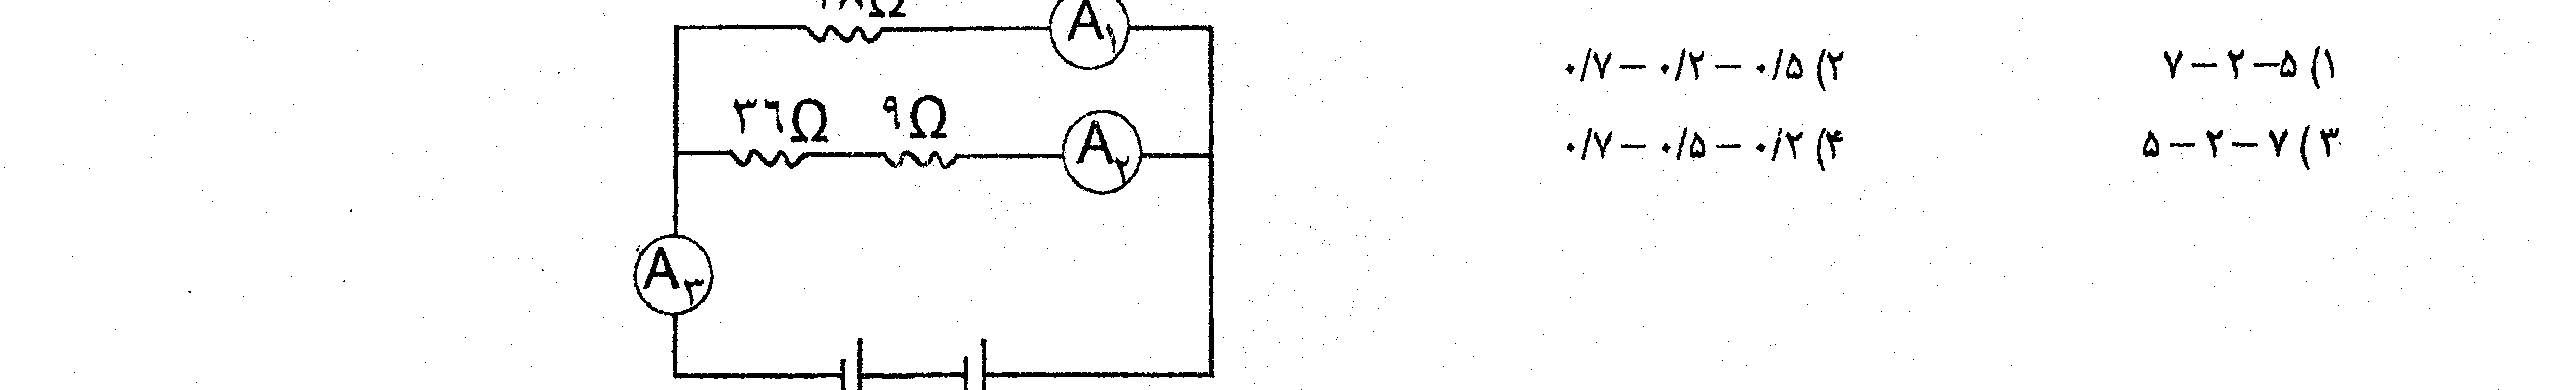 ۱۸Ω
A۱
۱) ۵−۲−۷
۲) ۰/۵ − ۰/۲ − ۰/۷
۳۶Ω ۹Ω
A۲
۳) ۷−۲−۵
۴) ۰/۲ − ۰/۵ − ۰/۷
A۳